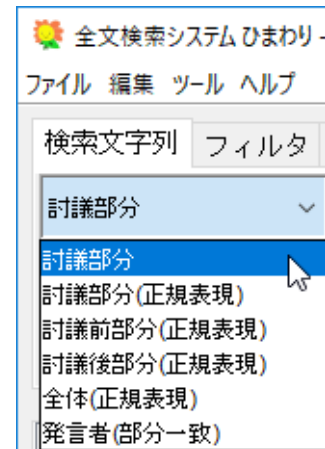 全文検索システム ひまわり -
ファイル 編集 ツール ヘルプ
検索文字列 フィルタ
討議部分
討議部分
討議部分(正規表現)
討議前部分(正規表現)
討議後部分(正規表現)
全体(正規表現)
発言者(部分一致)